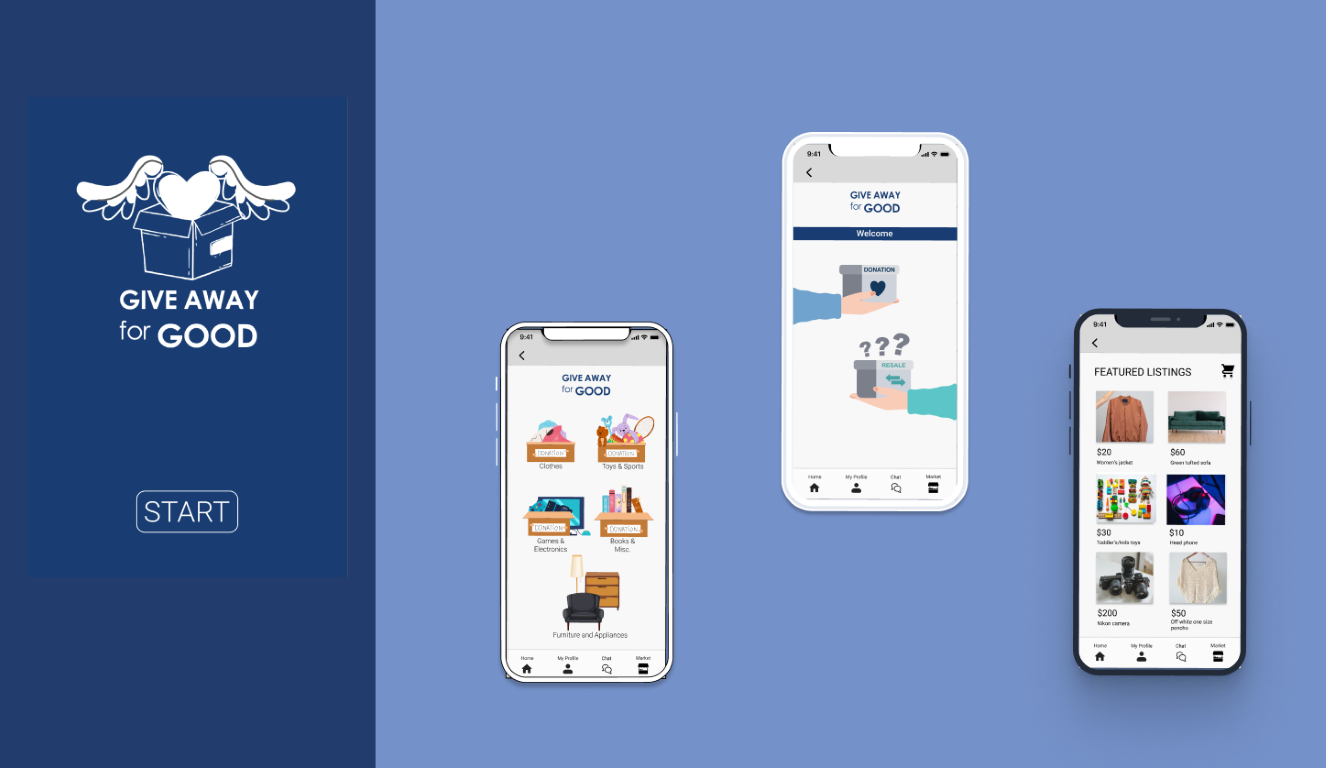 GIVE AWAY
for GOOD
START
9:41
GIVE AWAY
for GOOD
DONATION
Clothes
DONATION
Toys & Sports
DONATION
Games &
Electronics
DONATION
Books &
Misc.
Furniture and Appliances
Home
My Profile
Chat
Market
9:41
GIVE AWAY
for GOOD
Welcome
DONATION
???
RESALE
Home
My Profile
Chat
Market
9:41
FEATURED LISTINGS
$20
Women's jacket
$60
Green tufted sofa
$30
$10
Head phone
$200
Nikon camera
$50
Off white one size
poncho
Home
My Profile
Chat
Market